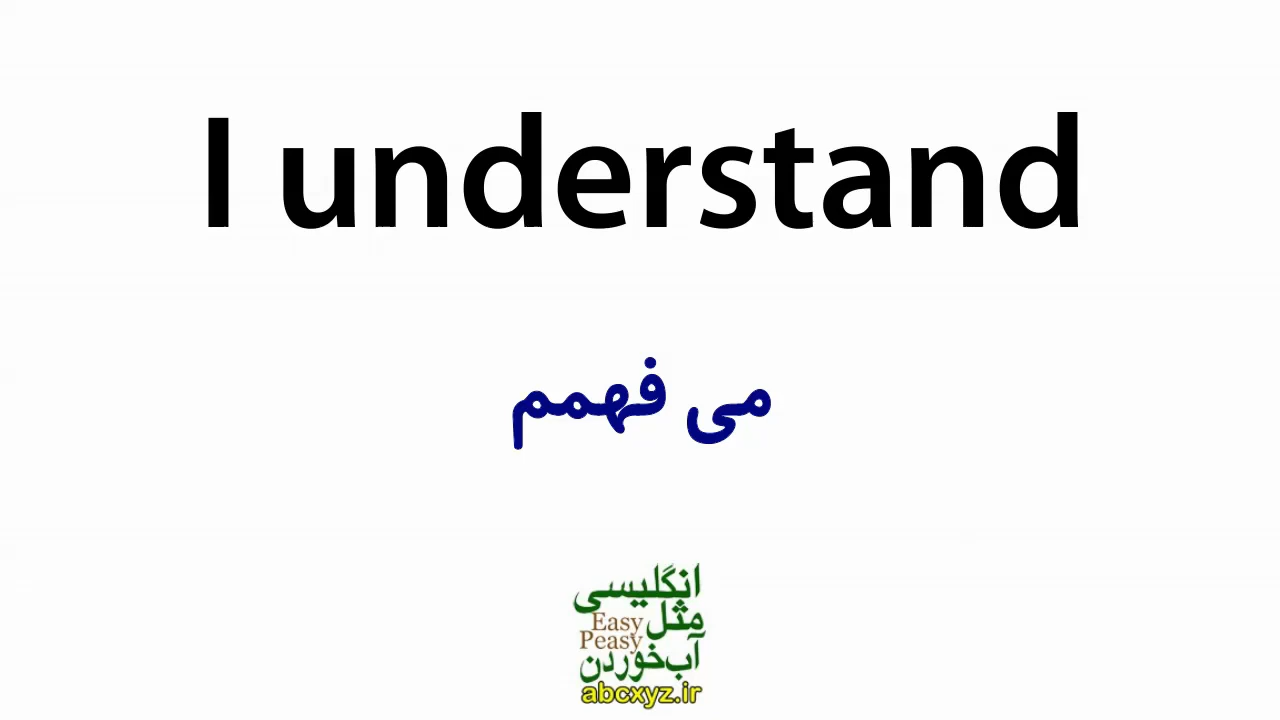 I understand
می فهمم
انگلیسی
مثل Easy
Peasy
آب‌خوردن
abcxyz.ir